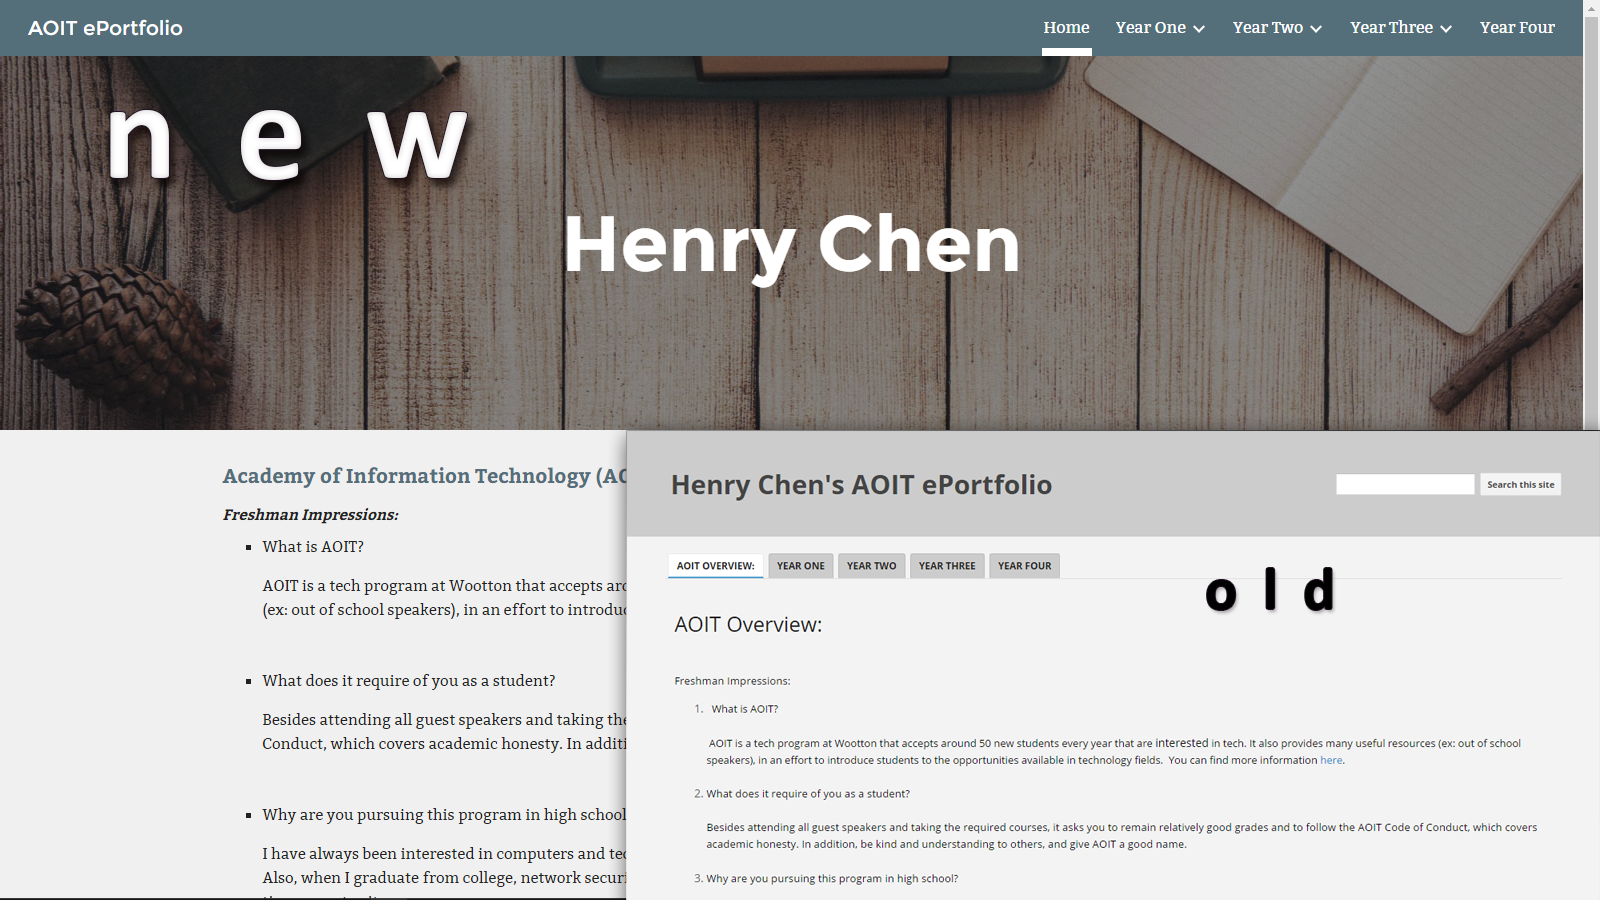 AOIT ePortfolio
Home Year One Year Two Year Three Year Four
new
Henry Chen
Academy of Information Technology
Freshman Impressions:
What is AOIT?
AOIT is a tech program at Wootton that accepts
(ex: out of school speakers), in an effort to
What does it require of you as a student?
Besides attending all guest speakers and taking
Conduct, which covers academic honesty. In
Why are you pursuing this program in high school
I have always been interested in computers and
Also, when I graduate from college, network
Henry Chen's AOIT ePortfolio
Search this site
AOIT OVERVIEW: YEAR ONE YEAR TWO YEAR THREE YEAR FOUR
old
AOIT Overview:
Freshman Impressions:
1. What is AOIT?
AOIT is a tech program at Wootton that accepts around 50 new students every year that are interested in tech. It also provides many useful resources (ex: out of school
speakers), in an effort to introduce students to the opportunities available in technology fields. You can find more information here.
2. What does it require of you as a student?
Besides attending all guest speakers and taking the required courses, it asks you to remain relatively good grades and to follow the AOIT Code of Conduct, which covers
academic honesty. In addition, be kind and understanding to others, and give AOIT a good name.
3. Why are you pursuing this program in high school?